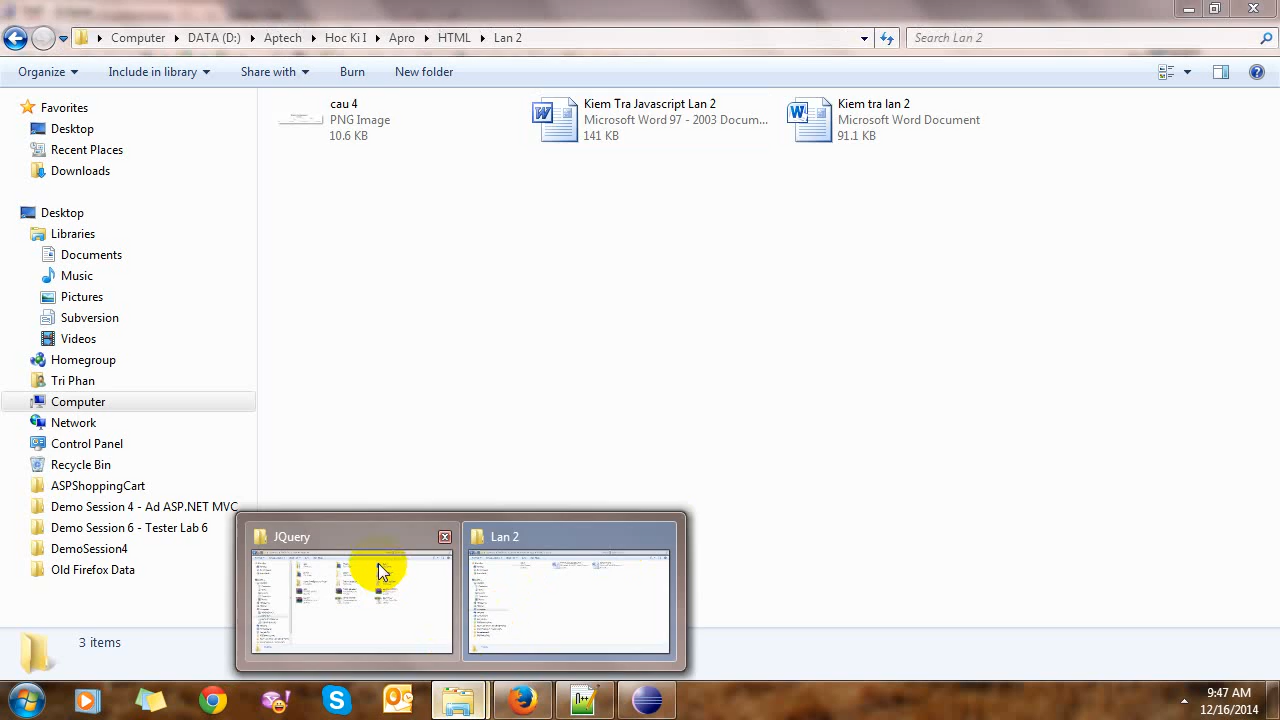 Computer DATA (D:) Aptech Hoc Ki I Apro HTML Lan 2
Search Lan 2
Organize Include in library Share with Burn New folder
Favorites
Desktop
Recent Places
Downloads
Desktop
Libraries
Documents
Music
Pictures
Subversion
Videos
Homegroup
Tri Phan
Computer
Network
Control Panel
Recycle Bin
ASPShoppingCart
Demo Session 4 - Ad ASP.NET MVC
Demo Session 6 - Tester Lab 6
DemoSession4
Old Firefox Data
cau 4
PNG Image
10.6 KB
Kiem Tra Javascript Lan 2
Microsoft Word 97 - 2003 Docum...
141 KB
Kiem tra lan 2
Microsoft Word Document
91.1 KB
JQuery
Lan 2
3 items
9:47 AM
12/16/2014